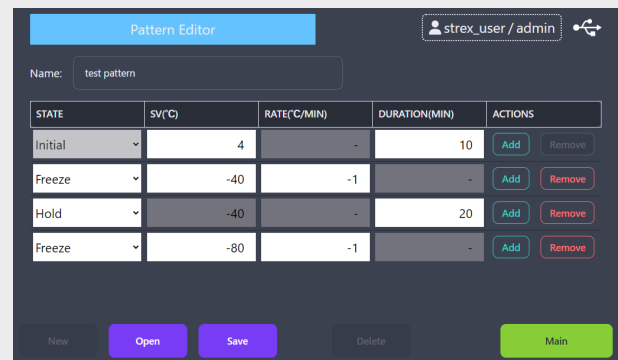 Pattern Editor
strex_user / admin
Name: test pattern
STATE SV(℃) RATE(℃/MIN) DURATION(MIN) ACTIONS
Initial 4 - 10 Add Remove
Freeze -40 -1 - Add Remove
Hold -40 - 20 Add Remove
Freeze -80 -1 - Add Remove
New Open Save Delete Main